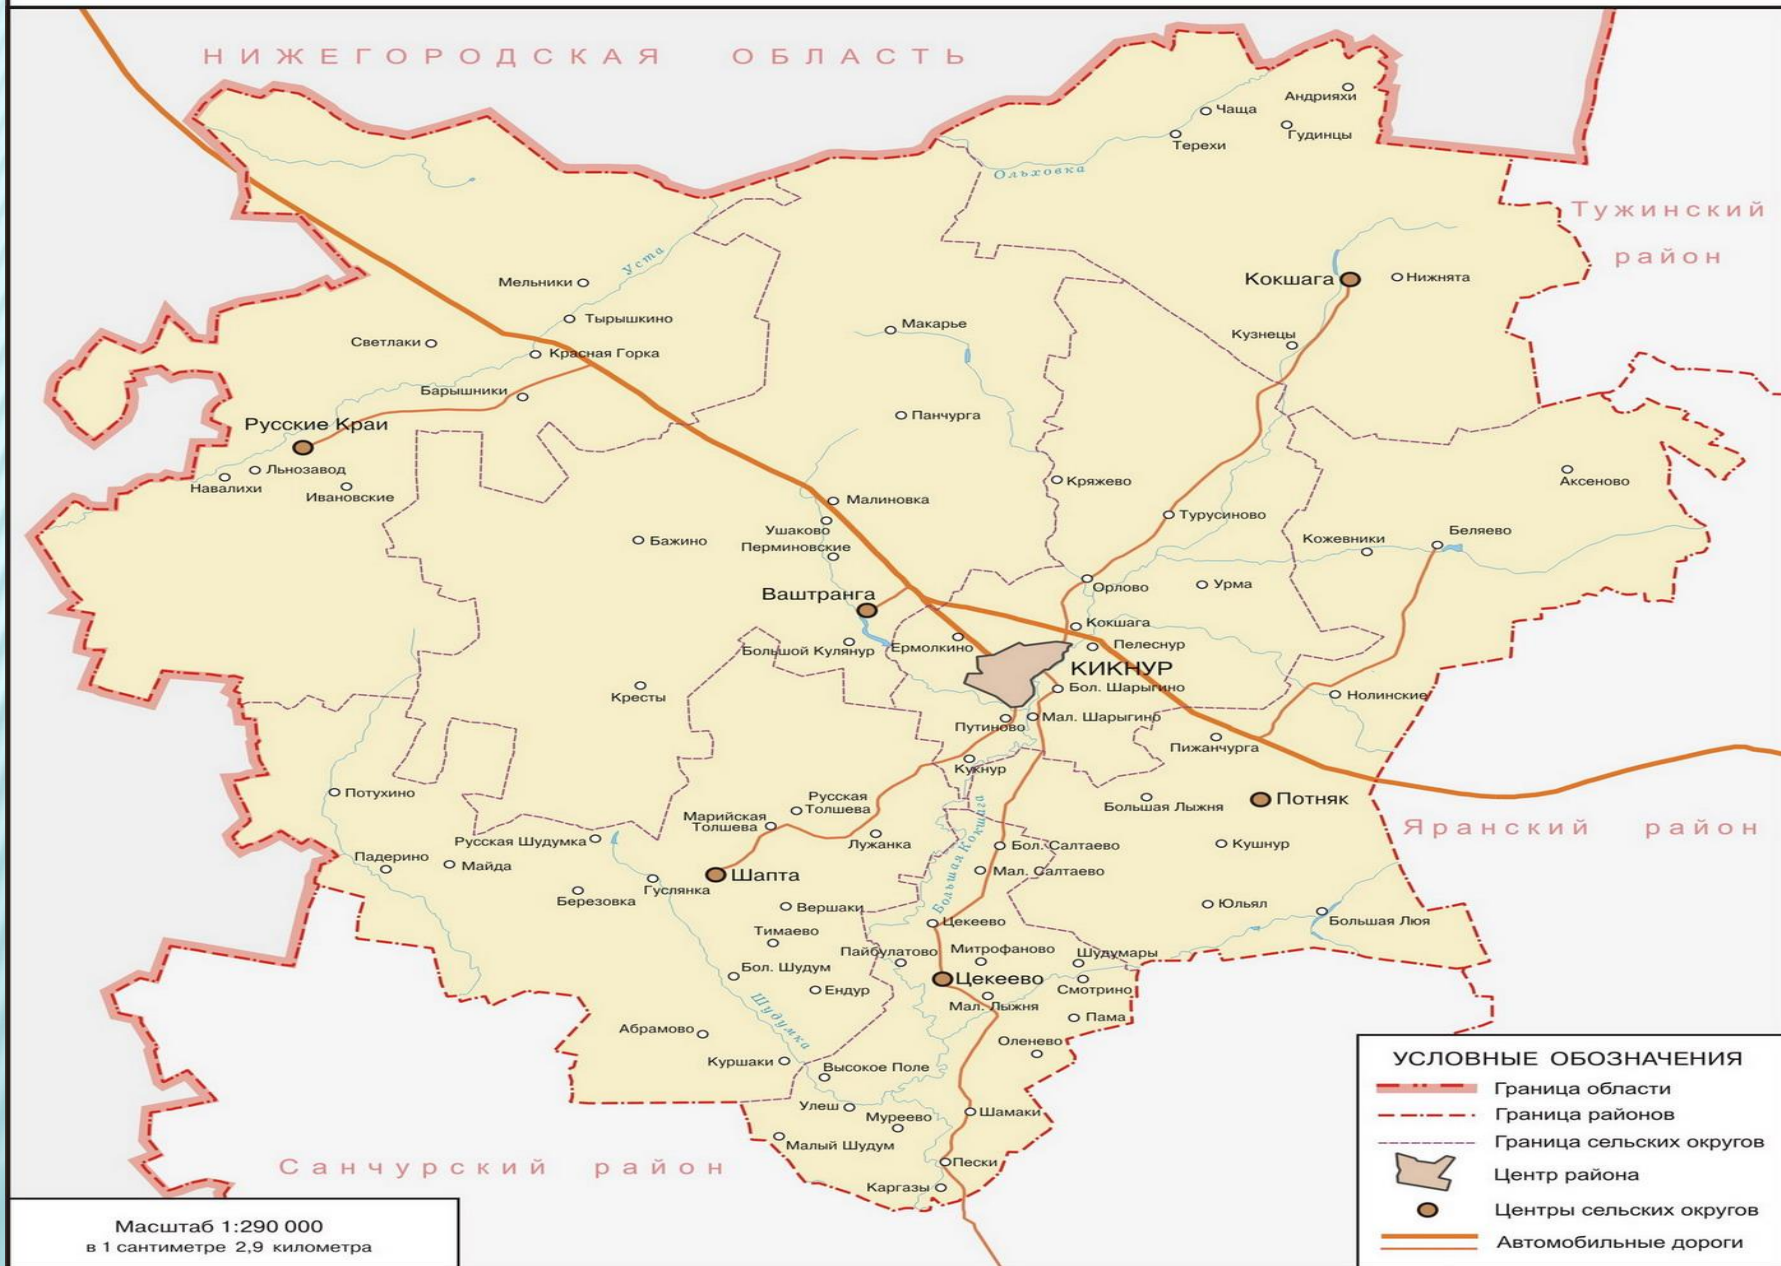 НИЖЕГОРОДСКАЯ ОБЛАСТЬ
Андрияхи
Чаща
Гудинцы
Терехи
Ольховка
Тужинский
район
Уста
Мельники
Кокшага
Нижнята
Тырышкино
Макарье
Кузнецы
Светлаки
Красная Горка
Барышники
Панчурга
Русские Краи
Льнозавод
Навалихи
Ивановские
Кряжево
Аксеново
Малиновка
Турусиново
Ушаково
Беляево
Бажино
Перминовские
Кожевники
Орлово
Урма
Ваштранга
Кокшага
Большой Кулянур
Ермолкино
Пелеснур
КИКНУР
Бол. Шарыгино
Кресты
Нолинские
Мал. Шарыгино
Путиново
Пижанчурга
Кукнур
Потухино
Русская
Толшева
Большая Лыжня
Потняк
Марийская
Толшева
Яранский район
Русская Шудумка
Лужанка
Бол. Салтаево
Кушнур
Большая Кокшага
Падерино
Майда
Мал. Салтаево
Шапта
Гуслянка
Березовка
Вершаки
Юльял
Цекеево
Большая Люя
Тимаево
Пайбулатово
Митрофаново
Шудумары
Бол. Шудум
Цекеево
Ендур
Смотрино
Мал. Лыжня
Шудумка
Пама
Абрамово
Оленево
Куршаки
Высокое Поле
Улеш
Муреево
Шамаки
Малый Шудум
Пески
Санчурский район
Каргазы
Масштаб 1:290 000
в 1 сантиметре 2,9 километра
УСЛОВНЫЕ ОБОЗНАЧЕНИЯ
Граница области
Граница районов
Граница сельских округов
Центр района
Центры сельских округов
Автомобильные дороги